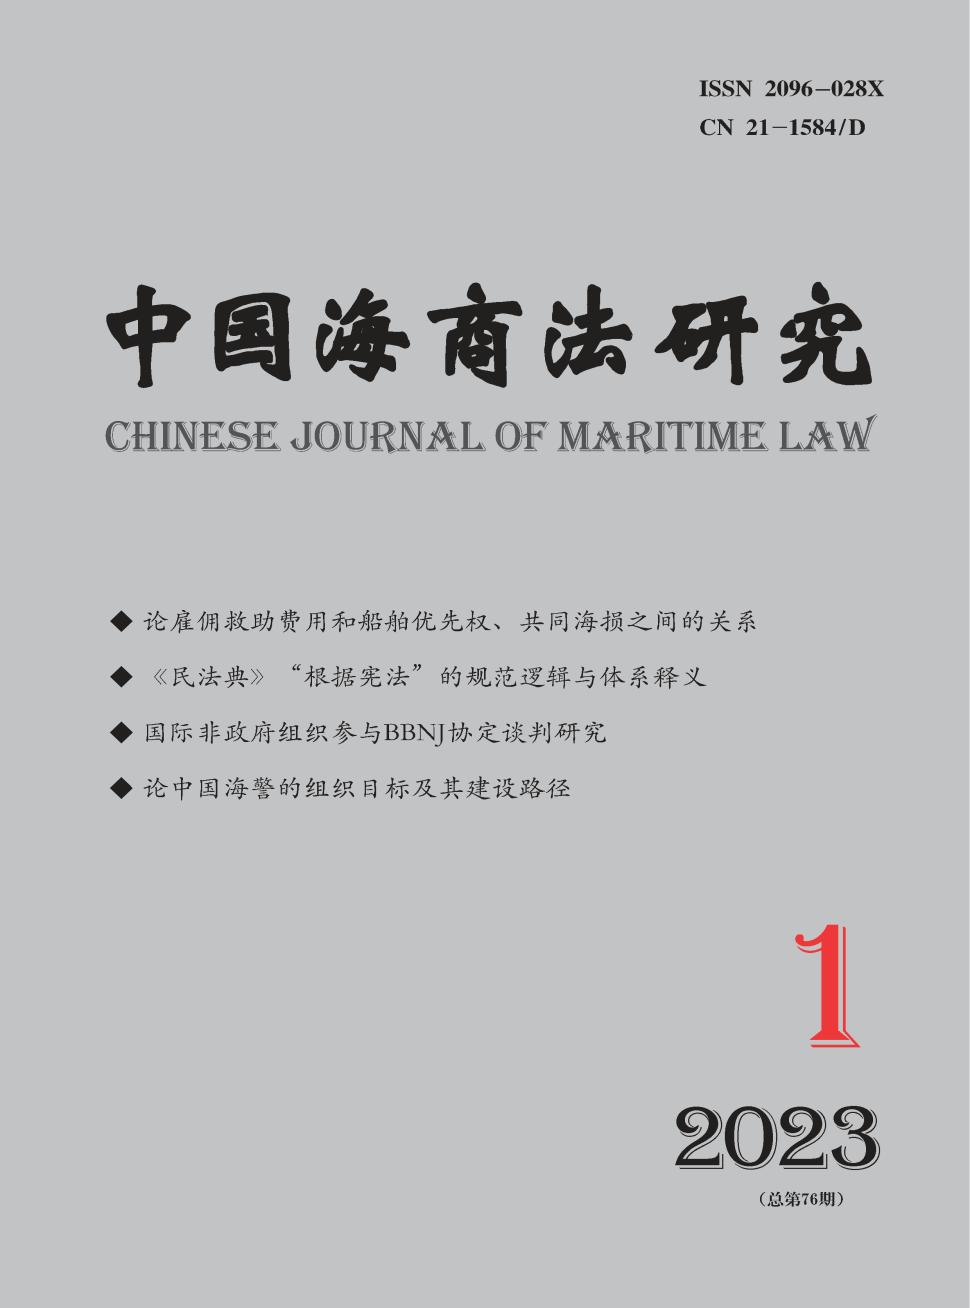 ISSN 2096-028X
CN 21-1584/D
中国海商法研究
CHINESE JOURNAL OF MARITIME LAW
◆ 论雇佣救助费用和船舶优先权、共同海损之间的关系
◆ 《民法典》“根据宪法”的规范逻辑与体系释义
◆ 国际非政府组织参与BBNJ协定谈判研究
◆ 论中国海警的组织目标及其建设路径
1
2023
（总第76期）